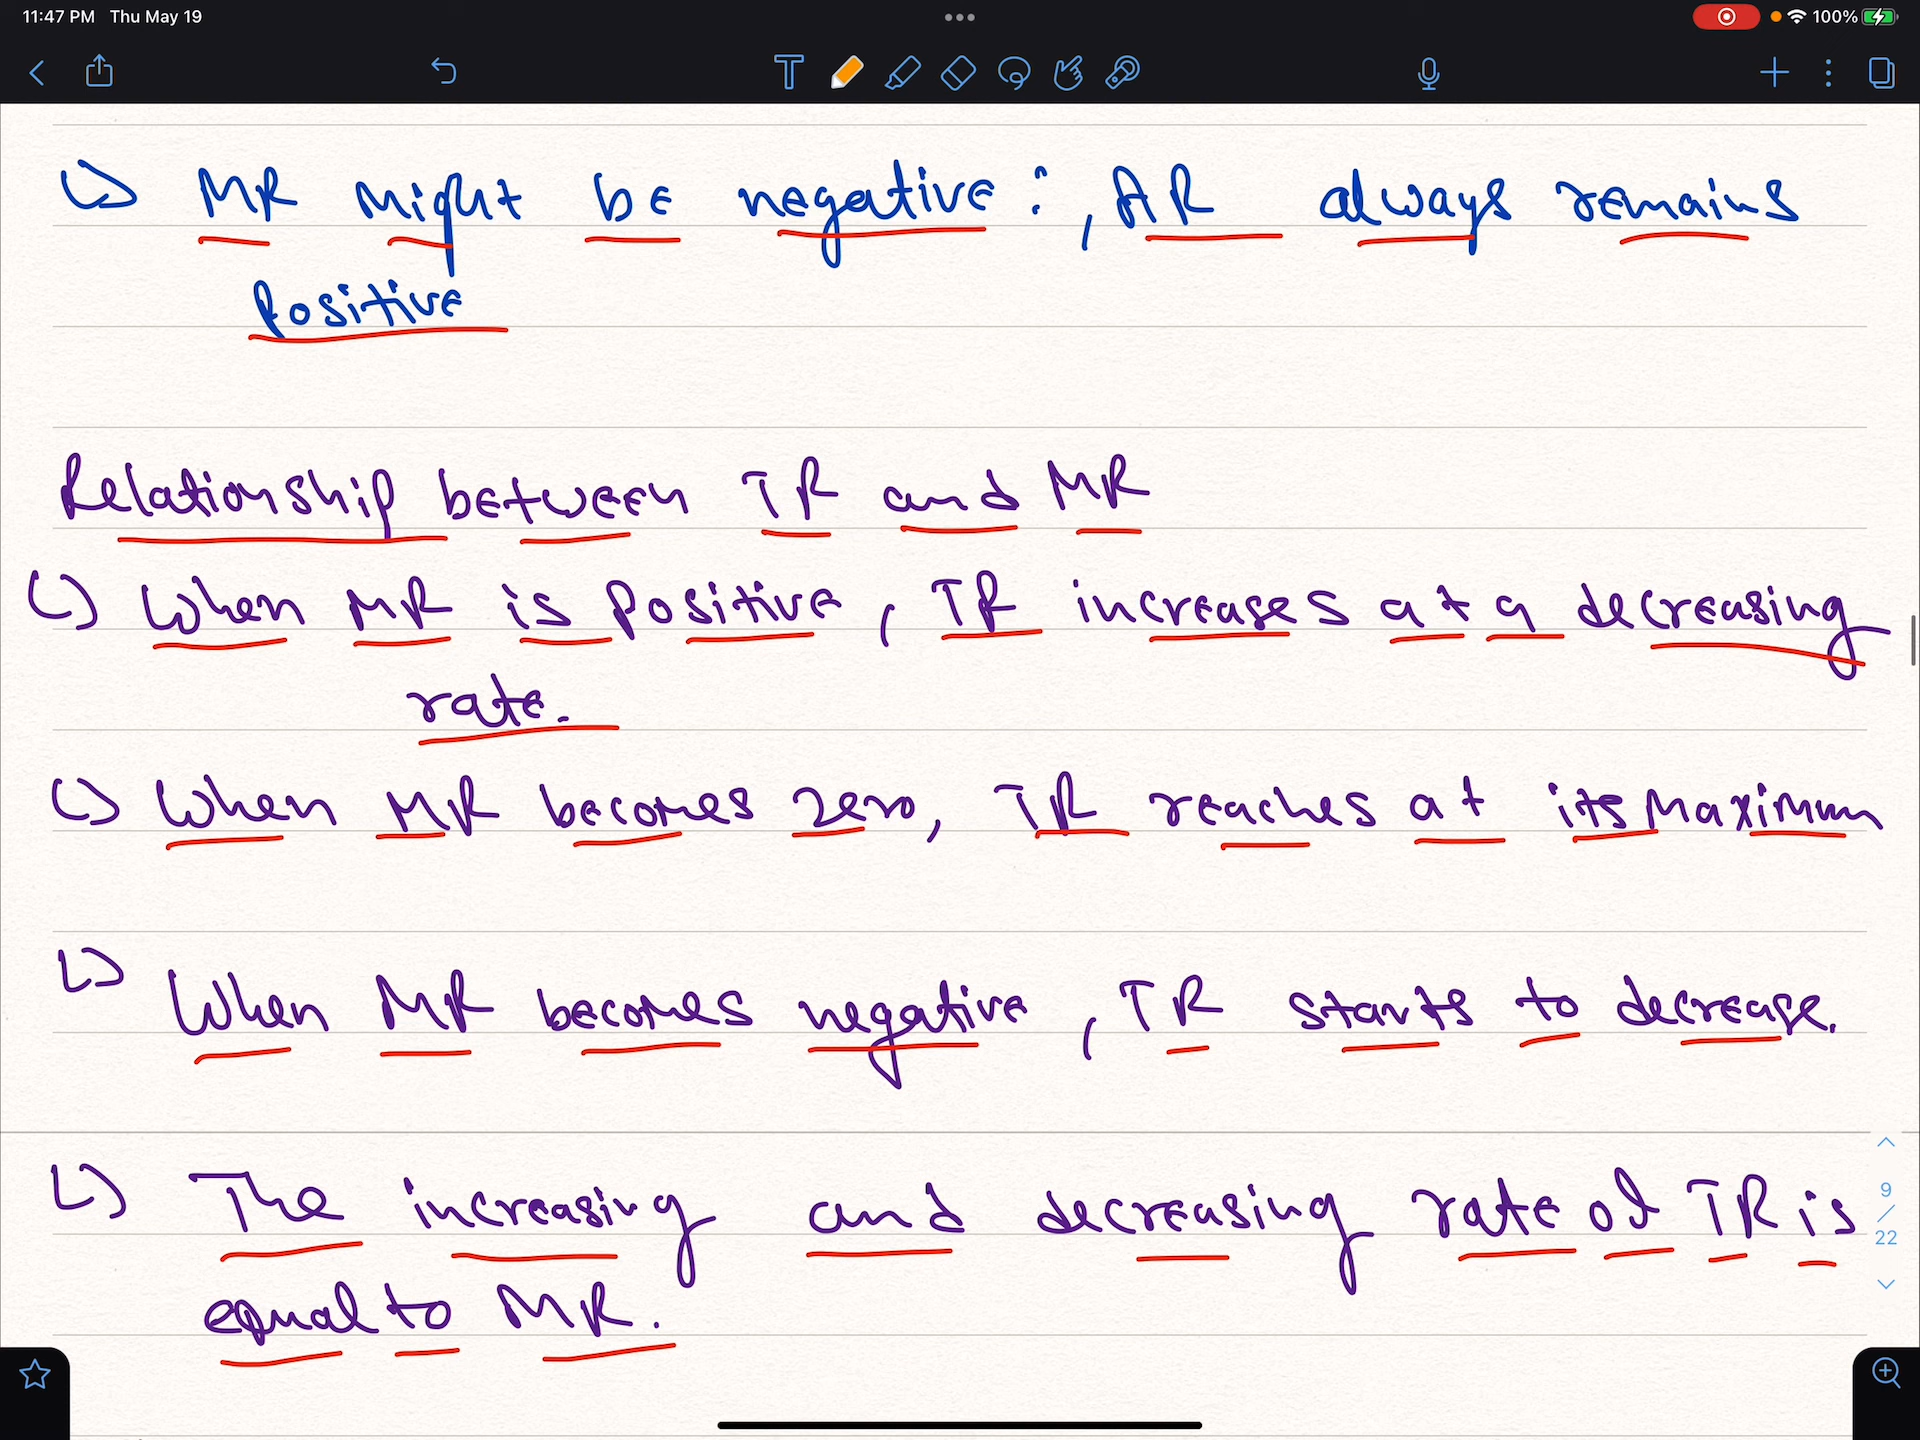 11:47 PM Thu May 19
100%
MR Might be negative :, AR always remains
Positive
Relationship between TR and MR
When MR is Positive, TR increases at a decreasing
rate.
When MR becomes zero, TR reaches at its Maximum
When MR becomes negative, TR starts to decrease.
The increasing and decreasing rate of TR is
equal to MR.
9
/
22